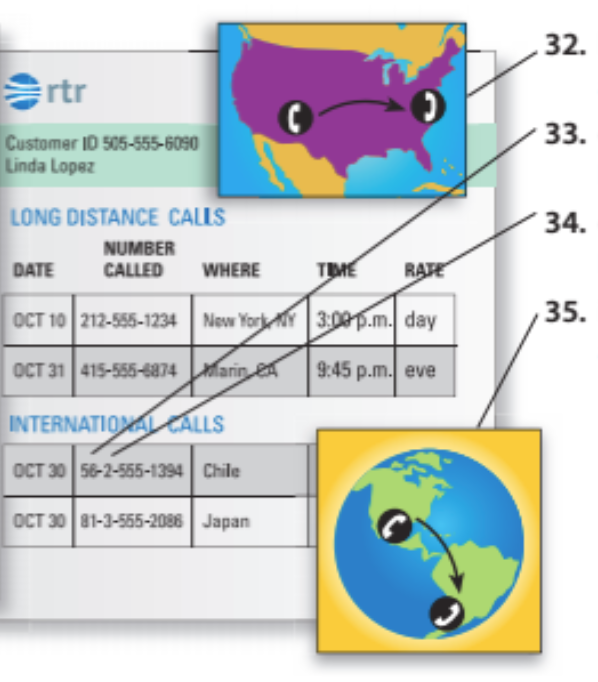 32.
rtr
33.
Customer ID 505-555-6090
Linda Lopez
34.
LONG DISTANCE CALLS
DATE NUMBER CALLED WHERE TIME RATE
OCT 10 212-555-1234 New York, NY 3:00 p.m. day
35.
OCT 31 415-555-6874 Marin, CA 9:45 p.m. eve
INTERNATIONAL CALLS
OCT 30 56-2-555-1394 Chile
OCT 30 81-3-555-2086 Japan